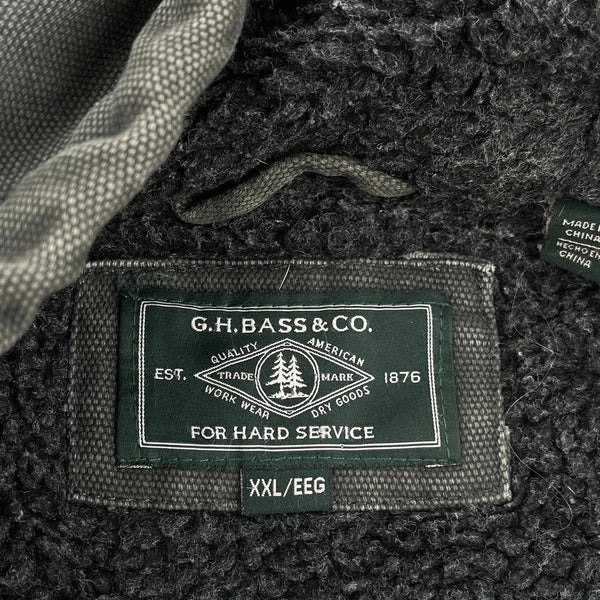 G.H.BASS & CO.
QUALITY AMERICAN
EST. TRADE MARK 1876
WORK WEAR DRY GOODS
FOR HARD SERVICE
XXL/EEG
MADE IN
CHINA
HECHO EN
CHINA